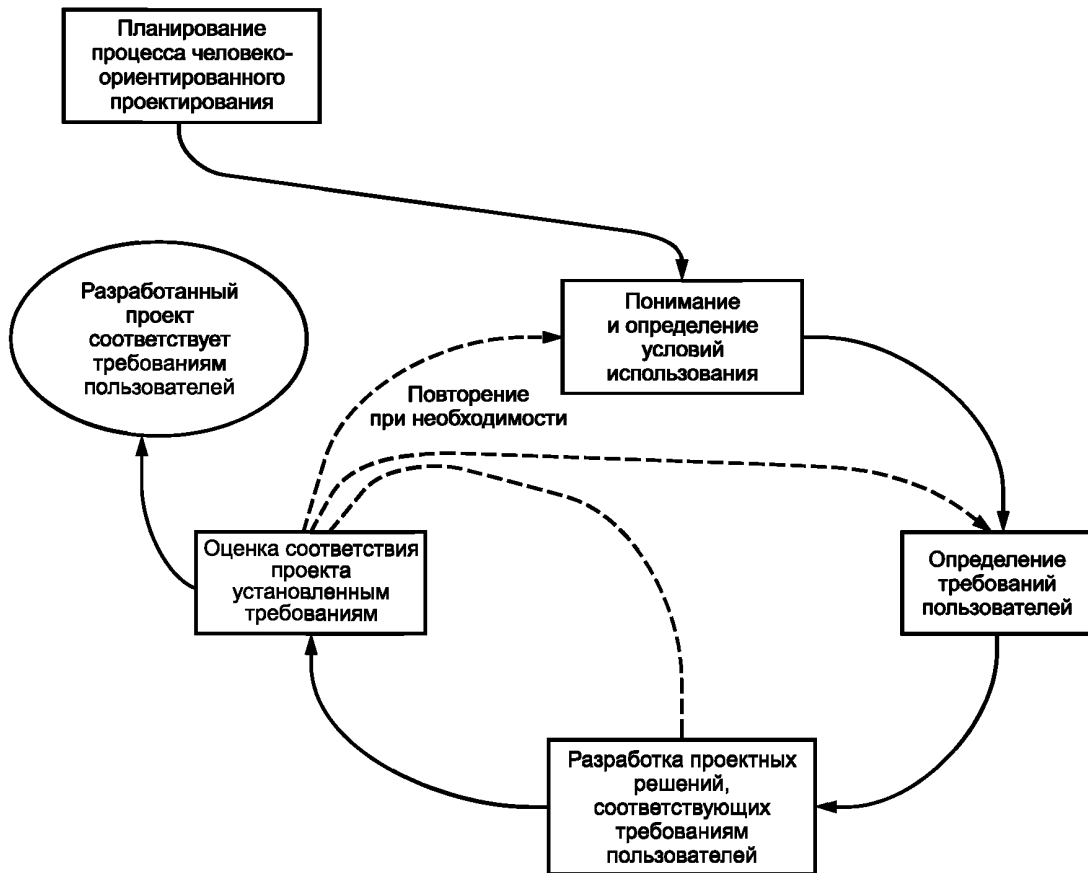 Планирование
процесса человеко-
ориентированного
проектирования
Разработанный
проект
соответствует
требованиям
пользователей
Понимание
и определение
условий
использования
Повторение
при необходимости
Оценка соответствия
проекта
установленным
требованиям
Определение
требований
пользователей
Разработка проектных
решений,
соответствующих
требованиям
пользователей